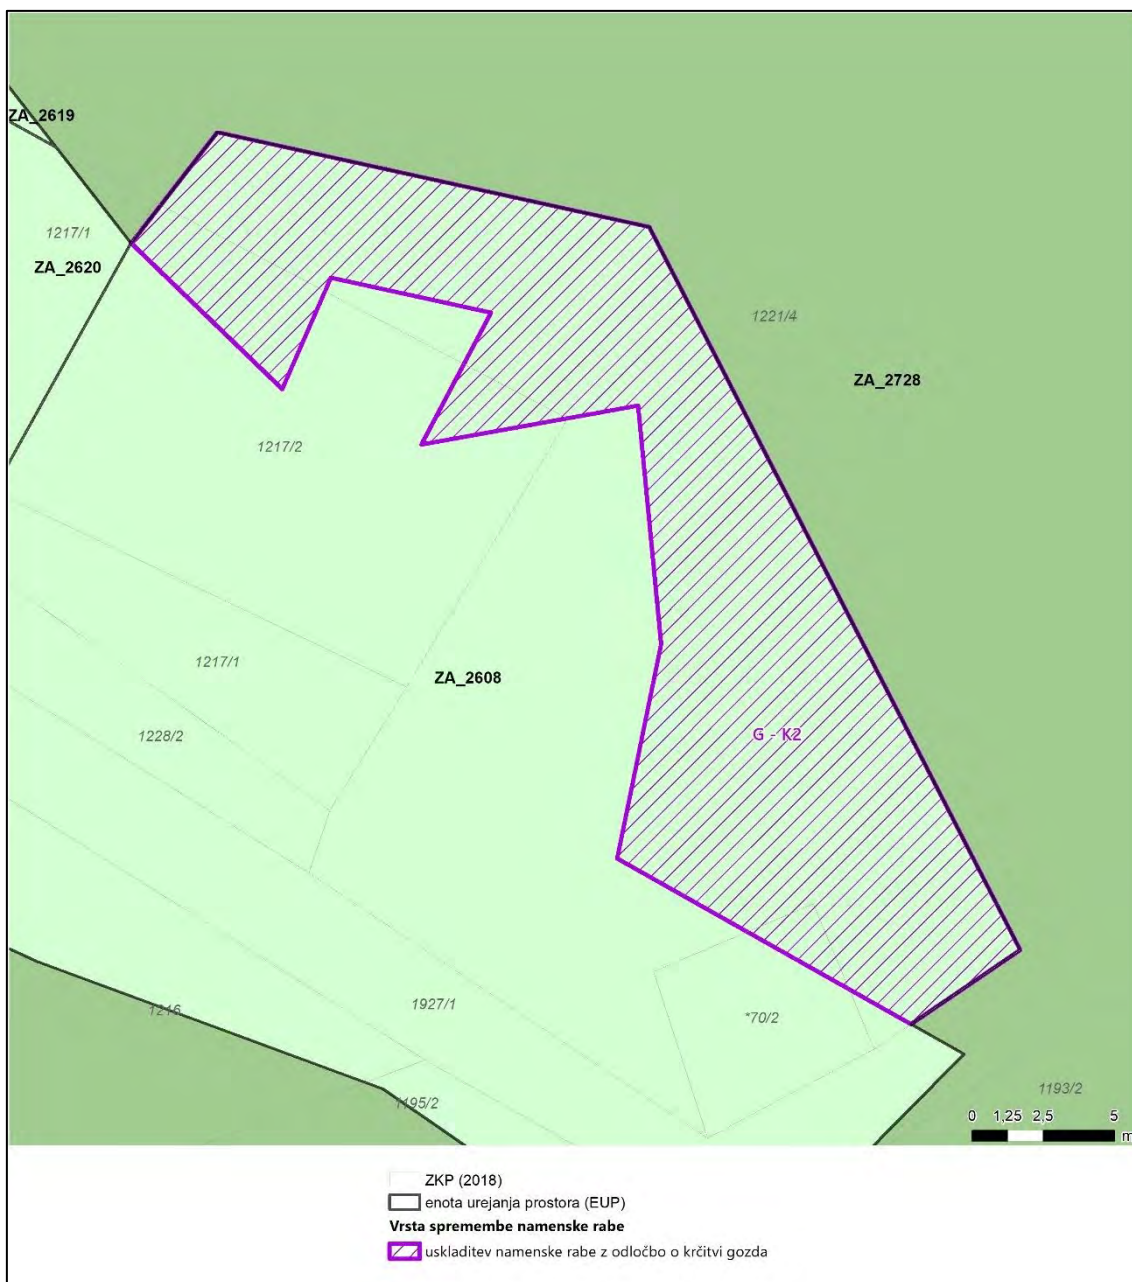 ZA_2619
1217/1
ZA_2620
1221/4
ZA_2728
1217/2
1217/1
ZA_2608
1228/2
G - K2
1927/1
1216
*70/2
1195/2
1193/2
0 1,25 2,5 5
m
ZKP (2018)
enota urejanja prostora (EUP)
Vrsta spremembe namenske rabe
uskladitev namenske rabe z odločbo o krčitvi gozda